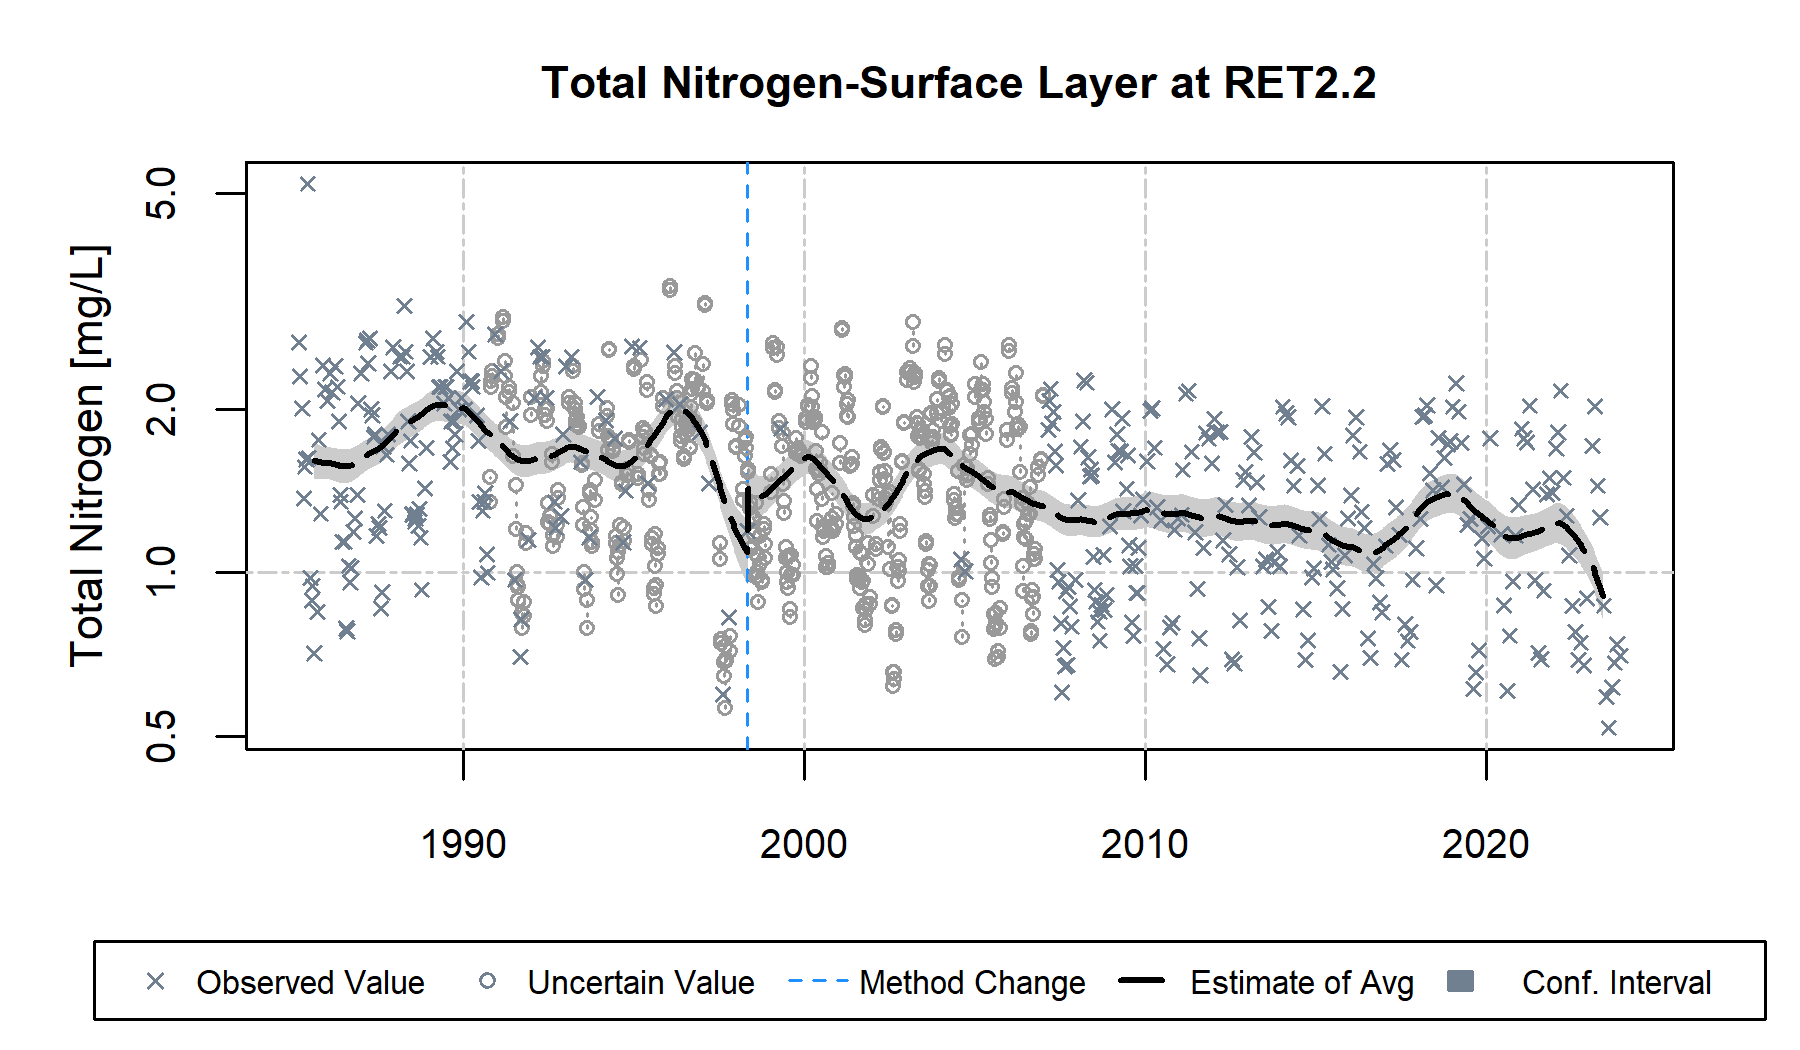 Total Nitrogen-Surface Layer at RET2.2
Total Nitrogen [mg/L]
5.0
2.0
1.0
0.5
1990 2000 2010 2020
Observed Value Uncertain Value Method Change Estimate of Avg Conf. Interval